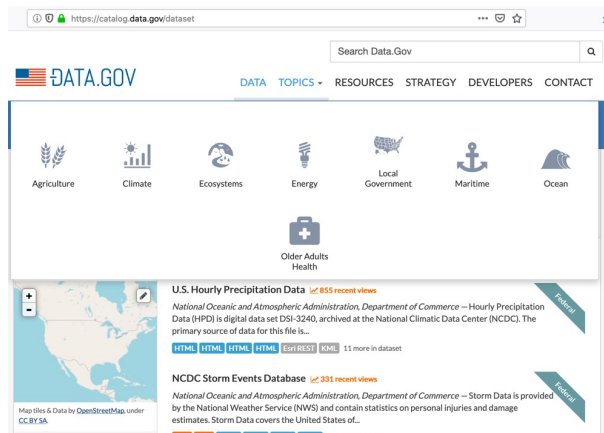 https://catalog.data.gov/dataset
Search Data.Gov
DATA.GOV
DATA TOPICS RESOURCES STRATEGY DEVELOPERS CONTACT
Agriculture
Climate
Ecosystems
Energy
Local
Government
Maritime
Ocean
Older Adults
Health
+
-
Map tiles & Data by OpenStreetMap, under
CC BY SA.
U.S. Hourly Precipitation Data 855 recent views
Federal
National Oceanic and Atmospheric Administration, Department of Commerce — Hourly Precipitation
Data (HPD) is digital data set DSI-3240, archived at the National Climatic Data Center (NCDC). The
primary source of data for this file is...
HTML HTML HTML HTML Esri REST KML 11 more in dataset
NCDC Storm Events Database 331 recent views
Federal
National Oceanic and Atmospheric Administration, Department of Commerce — Storm Data is provided
by the National Weather Service (NWS) and contain statistics on personal injuries and damage
estimates. Storm Data covers the United States of...